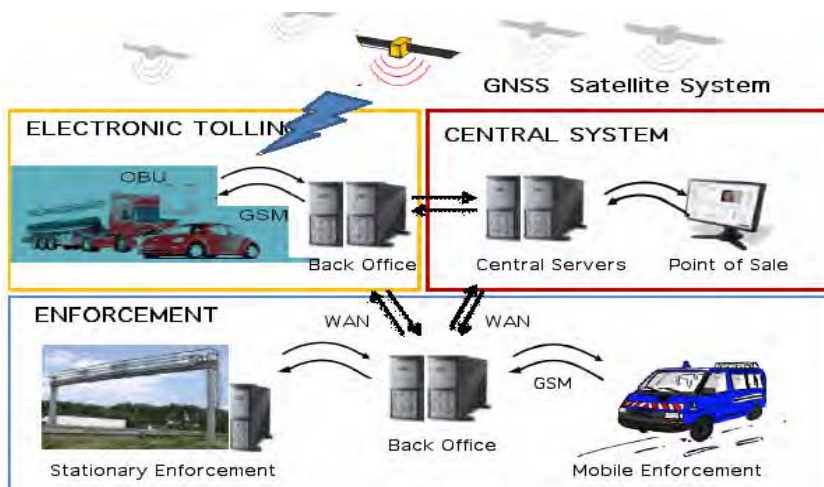 GNSS Satellite System
ELECTRONIC TOLLIN
CENTRAL SYSTEM
OBU
GSM
Back Office
Central Servers
Point of Sale
ENFORCEMENT
WAN
WAN
GSM
Back Office
Stationary Enforcement
Mobile Enforcement